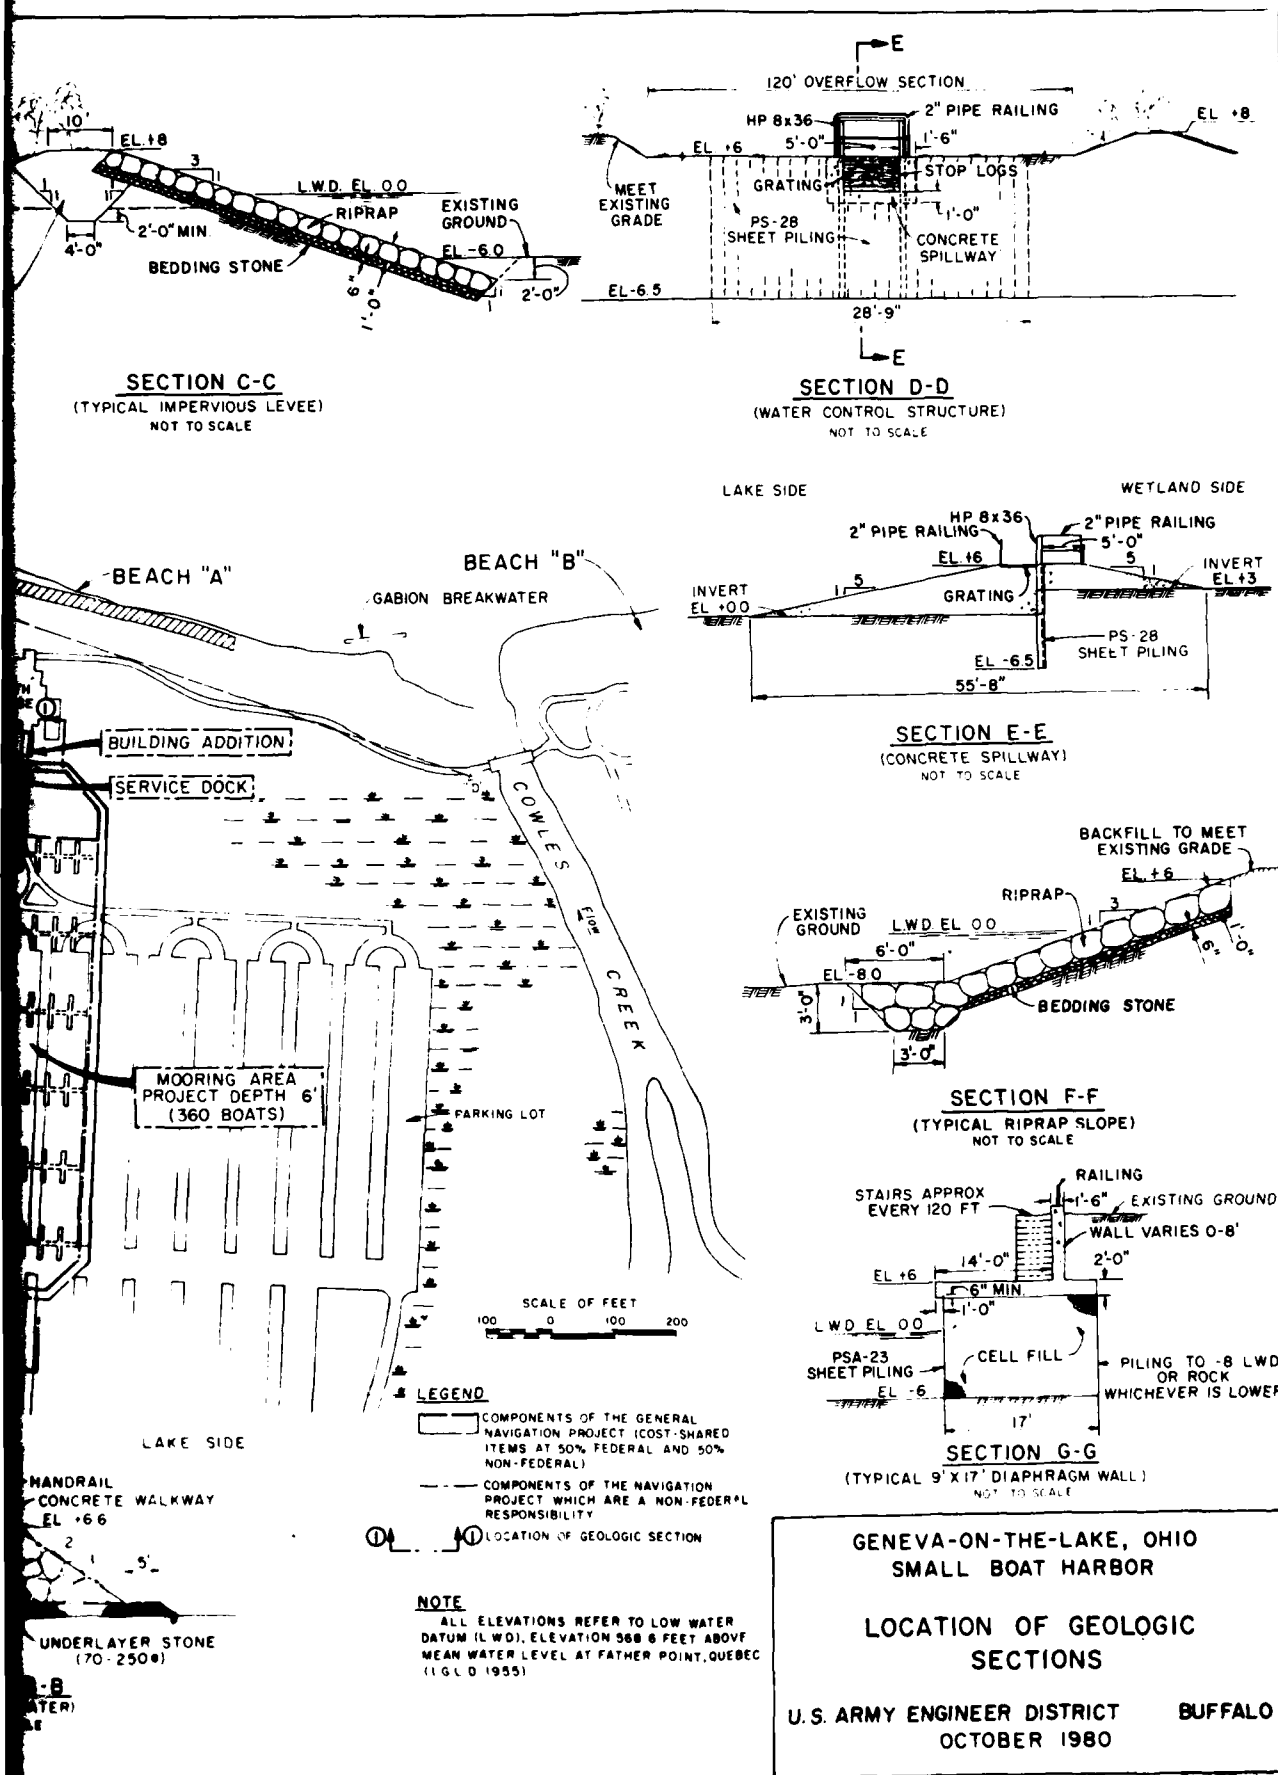 10'
EL.+8
3
1
L.W.D. EL. 0.0
RIPRAP
EXISTING
GROUND
EL -6.0
2'-0" MIN.
4'-0"
BEDDING STONE
6"
1'-0"
2'-0"
SECTION C-C
(TYPICAL IMPERVIOUS LEVEE)
NOT TO SCALE
E
120' OVERFLOW SECTION
2" PIPE RAILING
HP 8x36
EL +8
5'-0"
1'-6"
EL +6
GRATING
STOP LOGS
MEET
EXISTING
GRADE
1'-0"
PS-28
SHEET PILING
CONCRETE
SPILLWAY
EL-6.5
28'-9"
E
SECTION D-D
(WATER CONTROL STRUCTURE)
NOT TO SCALE
LAKE SIDE
WETLAND SIDE
HP 8x36
2" PIPE RAILING
2" PIPE RAILING
5'-0"
EL.+6
5
1
5
INVERT
EL +3
GRATING
INVERT
EL +0.0
PS-28
SHEET PILING
EL -6.5
55'-8"
SECTION E-E
(CONCRETE SPILLWAY)
NOT TO SCALE
BEACH "A"
BEACH "B"
GABION BREAKWATER
BUILDING ADDITION
SERVICE DOCK
COWLES CREEK
FLOW
MOORING AREA
PROJECT DEPTH 6'
(360 BOATS)
PARKING LOT
BACKFILL TO MEET
EXISTING GRADE
EL. +6
RIPRAP
3
1
EXISTING
GROUND
L.W.D. EL 0.0
6'-0"
EL -8.0
1'-0"
6"
3'-0"
BEDDING STONE
3'-0"
SECTION F-F
(TYPICAL RIPRAP SLOPE)
NOT TO SCALE
RAILING
STAIRS APPROX
EVERY 120 FT
1'-6"
EXISTING GROUND
WALL VARIES 0-8'
14'-0"
2'-0"
EL +6
6" MIN.
1'-0"
LWD EL 0.0
PSA-23
SHEET PILING
CELL FILL
PILING TO -8 LWD
OR ROCK
WHICHEVER IS LOWER
EL -6
17'
SECTION G-G
(TYPICAL 9'X17' DIAPHRAGM WALL)
NOT TO SCALE
SCALE OF FEET
100 0 100 200
LEGEND
COMPONENTS OF THE GENERAL
NAVIGATION PROJECT (COST-SHARED
ITEMS AT 50% FEDERAL AND 50%
NON-FEDERAL)
COMPONENTS OF THE NAVIGATION
PROJECT WHICH ARE A NON-FEDERAL
RESPONSIBILITY
LOCATION OF GEOLOGIC SECTION
NOTE
ALL ELEVATIONS REFER TO LOW WATER
DATUM (L.W.D), ELEVATION 568.6 FEET ABOVE
MEAN WATER LEVEL AT FATHER POINT, QUEBEC
(I.G.L.D. 1955)
LAKE SIDE
HANDRAIL
CONCRETE WALKWAY
EL +6.6
2
1
5'
UNDERLAYER STONE
(70-250#)
-B
GENEVA-ON-THE-LAKE, OHIO
SMALL BOAT HARBOR
LOCATION OF GEOLOGIC
SECTIONS
U.S. ARMY ENGINEER DISTRICT BUFFALO
OCTOBER 1980